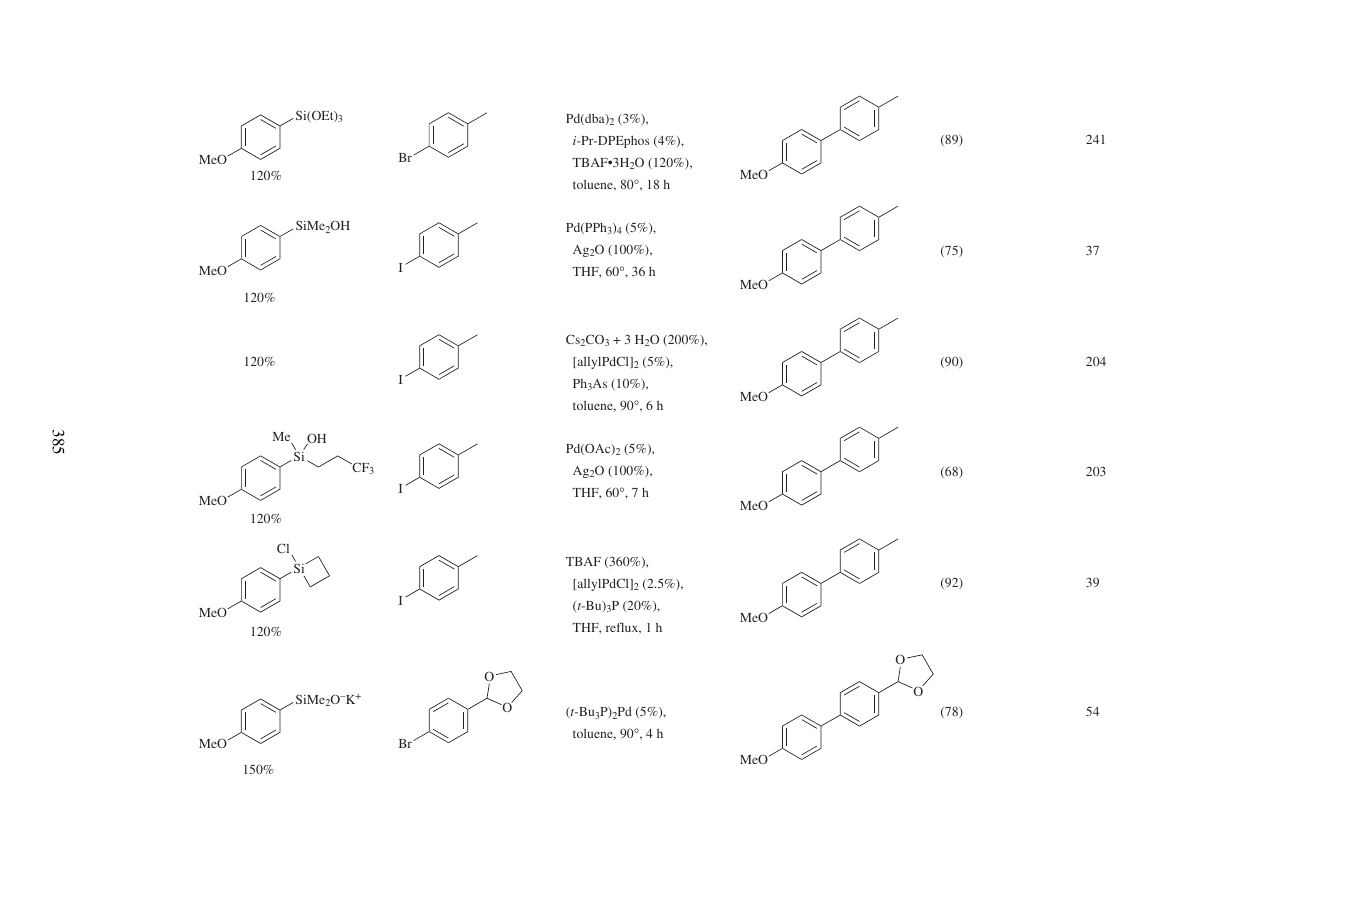 Si(OEt)₃
MeO
120%
Br
Pd(dba)₂ (3%),
i-Pr-DPEphos (4%),
TBAF•3H₂O (120%),
toluene, 80°, 18 h
MeO
(89)
241
SiMe₂OH
MeO
120%
I
Pd(PPh₃)₄ (5%),
Ag₂O (100%),
THF, 60°, 36 h
MeO
(75)
37
120%
I
Cs₂CO₃ + 3 H₂O (200%),
[allylPdCl]₂ (5%),
Ph₃As (10%),
toluene, 90°, 6 h
MeO
(90)
204
385
Me OH
Si
CF₃
MeO
120%
I
Pd(OAc)₂ (5%),
Ag₂O (100%),
THF, 60°, 7 h
MeO
(68)
203
Cl
Si
MeO
120%
I
TBAF (360%),
[allylPdCl]₂ (2.5%),
(t-Bu)₃P (20%),
THF, reflux, 1 h
MeO
(92)
39
SiMe₂O⁻K⁺
MeO
150%
O
O
Br
(t-Bu₃P)₂Pd (5%),
toluene, 90°, 4 h
O
O
MeO
(78)
54